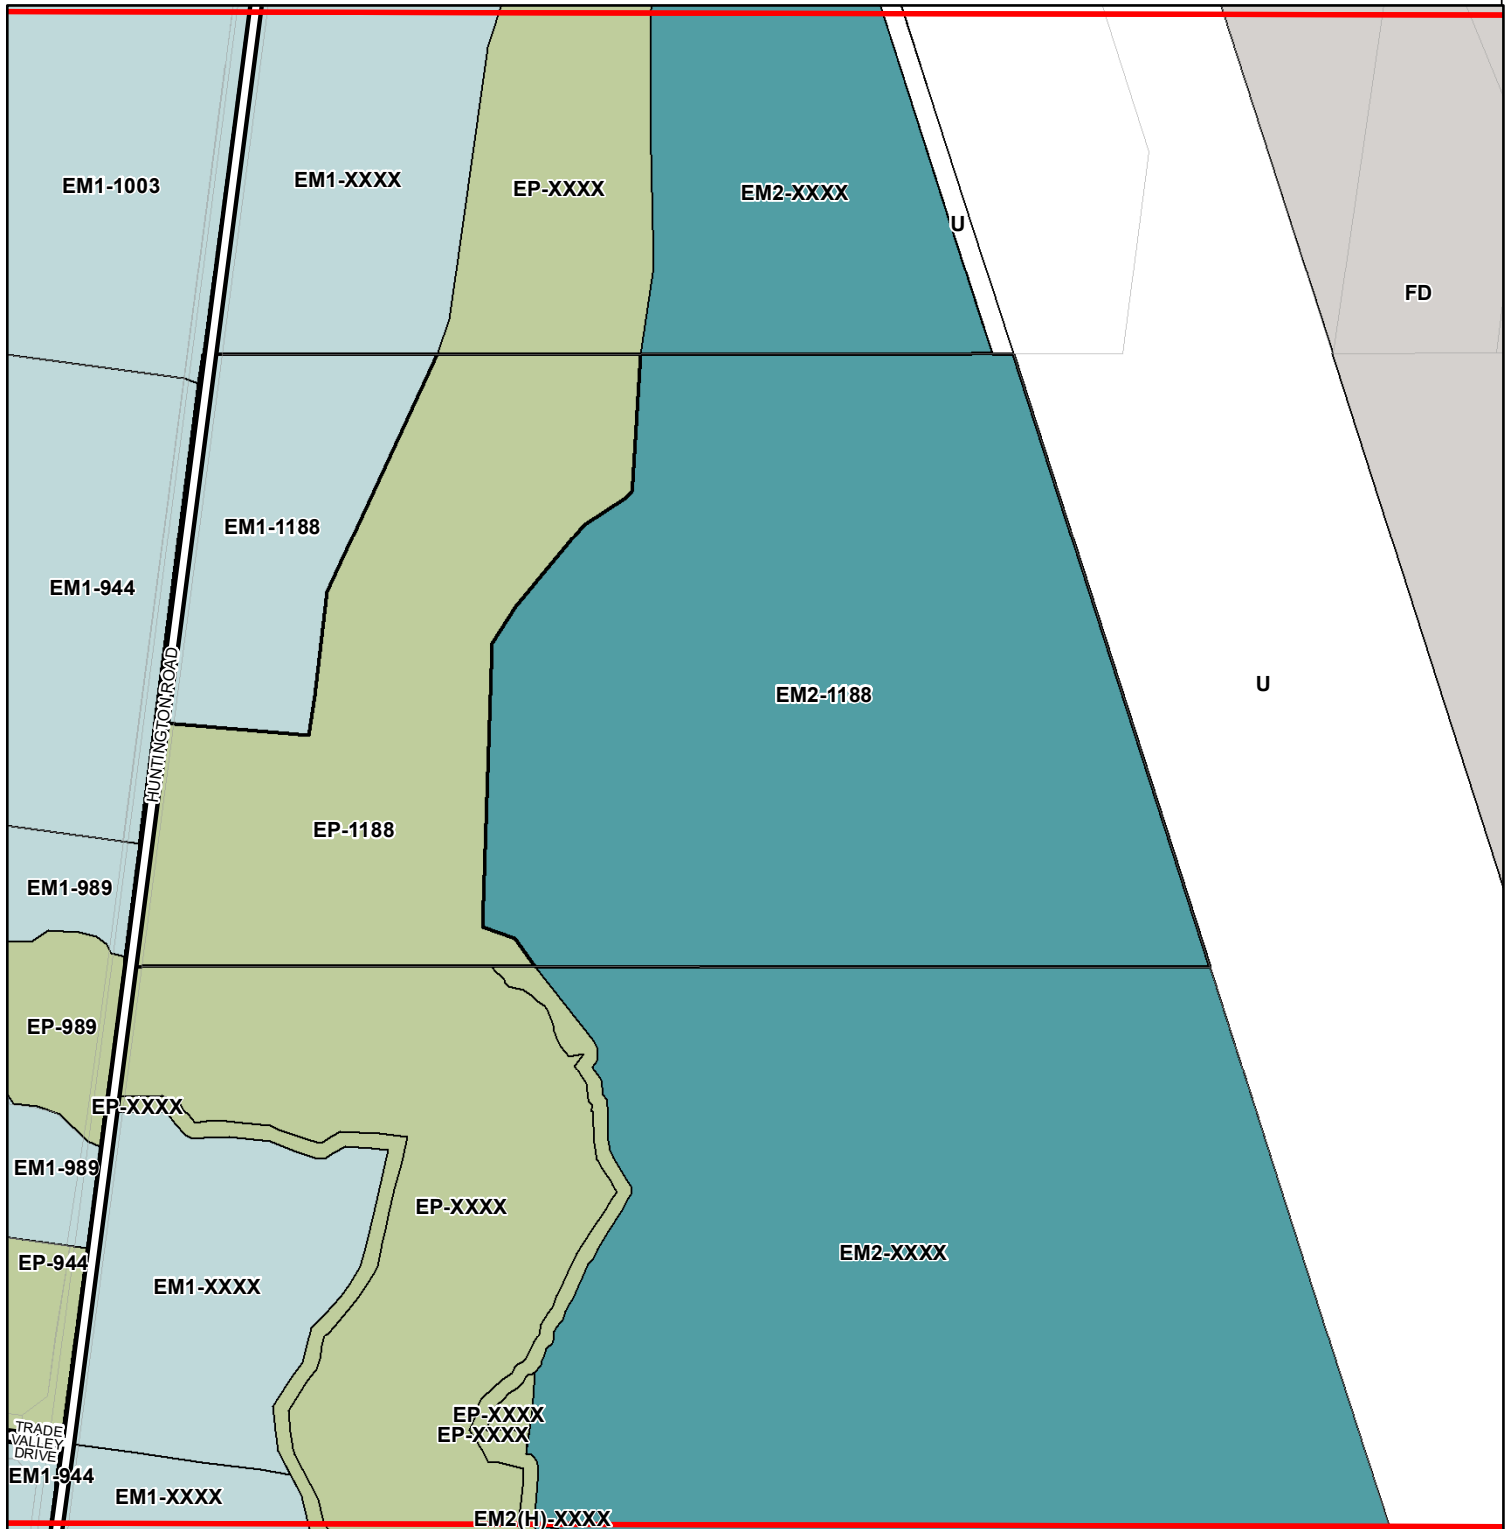 EM1-1003
EM1-XXXX
EP-XXXX
EM2-XXXX
U
FD
EM1-1188
EM1-944
HUNTINGTON ROAD
EM2-1188
U
EP-1188
EM1-989
EP-989
EP-XXXX
EM1-989
EP-XXXX
EP-944
EM1-XXXX
EM2-XXXX
EP-XXXX
EP-XXXX
TRADE
VALLEY
DRIVE
EM1-944
EM1-XXXX
EM2(H)-XXXX